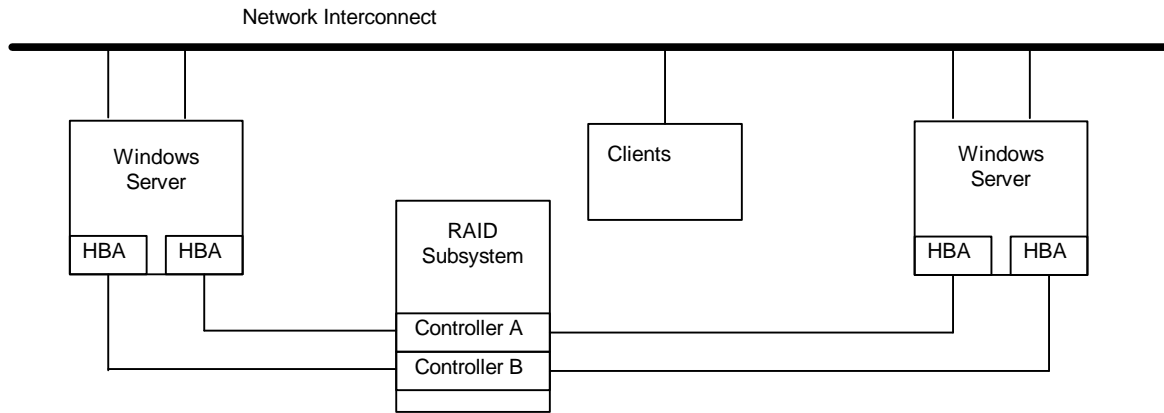 Network Interconnect
Windows
Server
HBA
HBA
RAID
Subsystem
Controller A
Controller B
Clients
Windows
Server
HBA
HBA